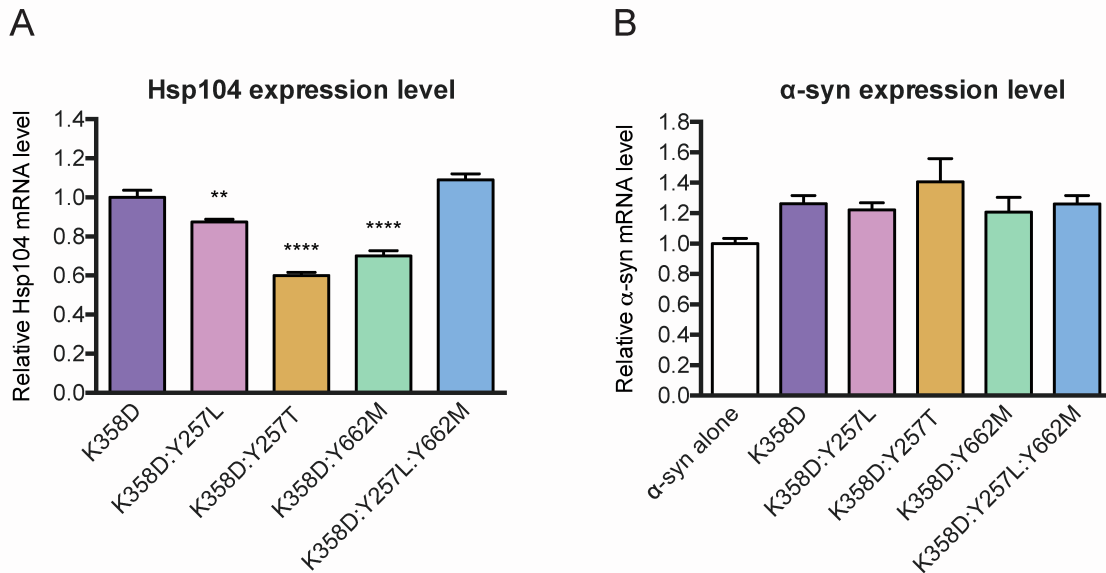 A
Hsp104 expression level
Relative Hsp104 mRNA level
1.4
1.2
1.0
0.8
0.6
0.4
0.2
0.0
**
****
****
K358D
K358D:Y257L
K358D:Y257T
K358D:Y662M
K358D:Y257L:Y662M
B
α-syn expression level
Relative α-syn mRNA level
1.8
1.6
1.4
1.2
1.0
0.8
0.6
0.4
0.2
0.0
α-syn alone
K358D
K358D:Y257L
K358D:Y257T
K358D:Y662M
K358D:Y257L:Y662M